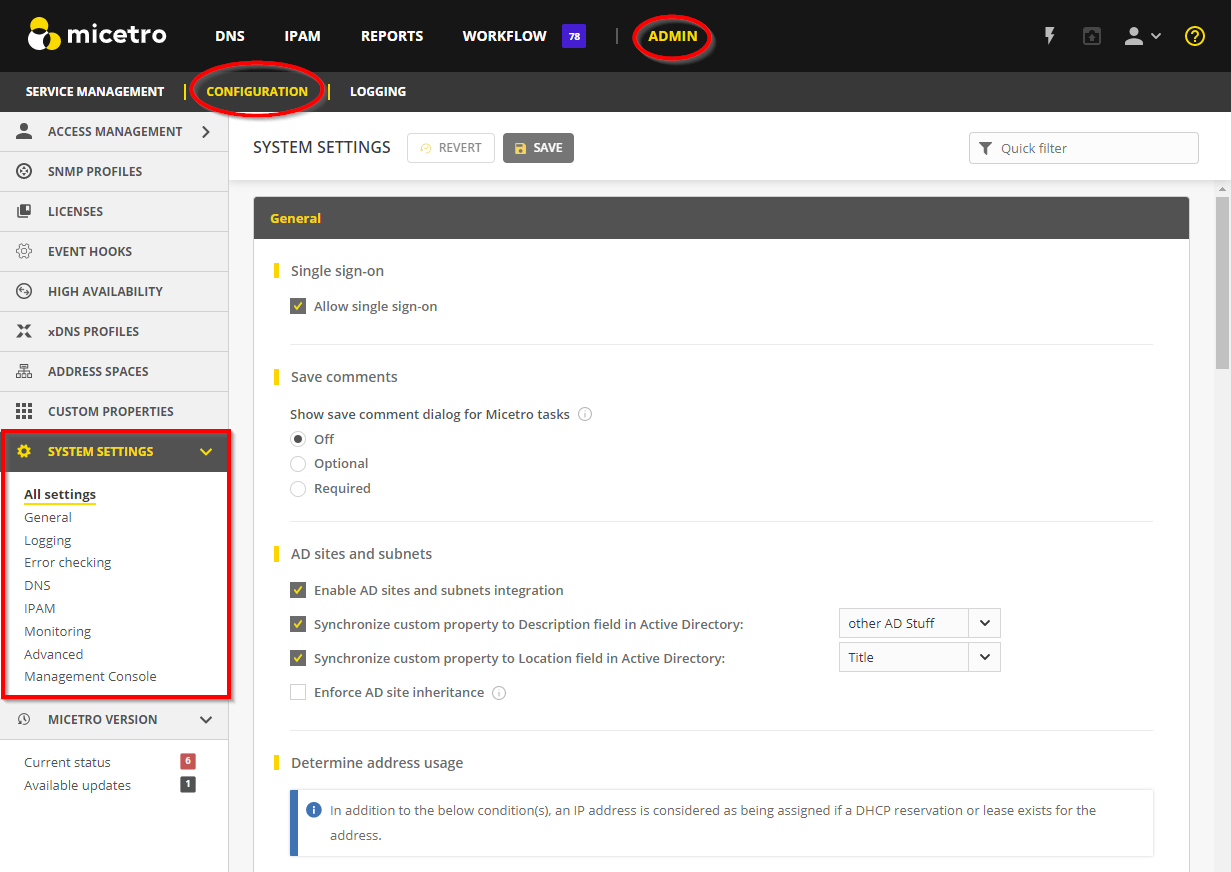 micetro DNS IPAM REPORTS WORKFLOW 78 ADMIN
SERVICE MANAGEMENT CONFIGURATION LOGGING
ACCESS MANAGEMENT
SNMP PROFILES
LICENSES
EVENT HOOKS
HIGH AVAILABILITY
xDNS PROFILES
ADDRESS SPACES
CUSTOM PROPERTIES
SYSTEM SETTINGS
All settings
General
Logging
Error checking
DNS
IPAM
Monitoring
Advanced
Management Console
MICETRO VERSION
Current status 6
Available updates 1
SYSTEM SETTINGS REVERT SAVE Quick filter
General
Single sign-on
Allow single sign-on
Save comments
Show save comment dialog for Micetro tasks
Off
Optional
Required
AD sites and subnets
Enable AD sites and subnets integration
Synchronize custom property to Description field in Active Directory: other AD Stuff
Synchronize custom property to Location field in Active Directory: Title
Enforce AD site inheritance
Determine address usage
In addition to the below condition(s), an IP address is considered as being assigned if a DHCP reservation or lease exists for the
address.